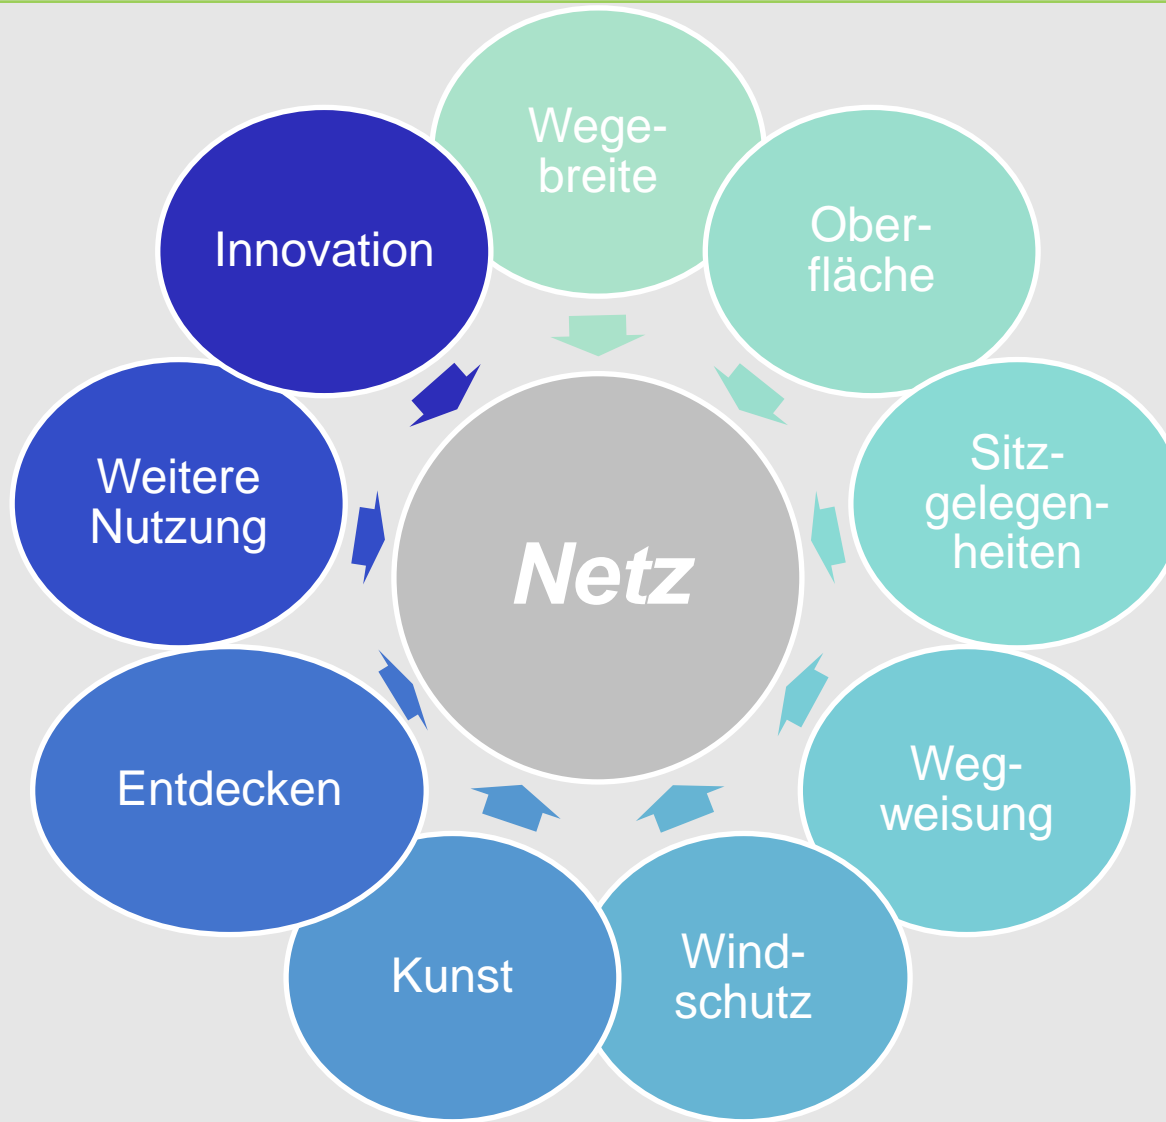 Wege-
breite
Ober-
fläche
Sitz-
gelegen-
heiten
Weg-
weisung
Wind-
schutz
Kunst
Entdecken
Weitere
Nutzung
Innovation
Netz